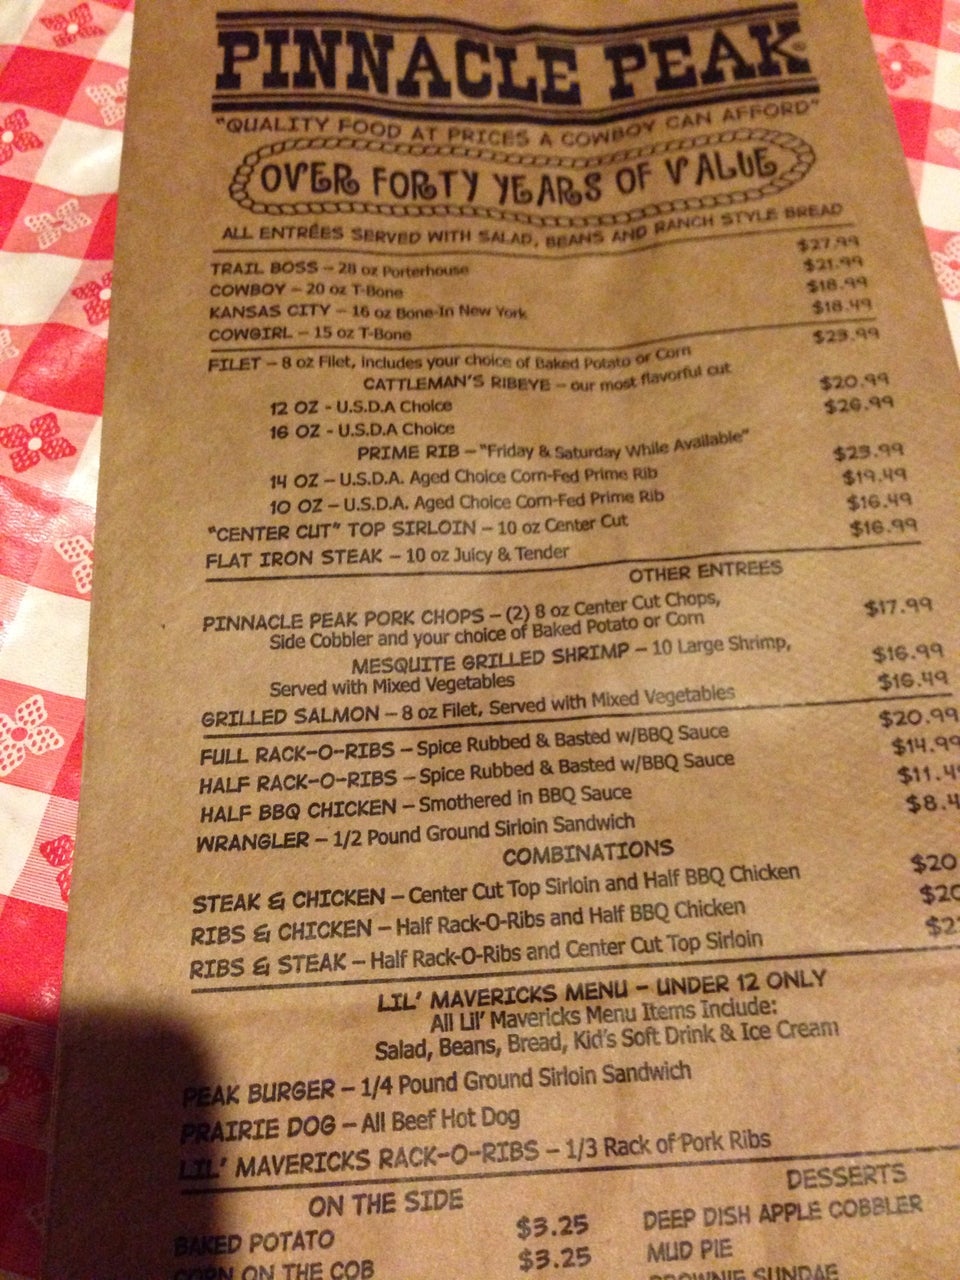 PINNACLE PEAK®
"QUALITY FOOD AT PRICES A COWBOY CAN AFFORD"
OVER FORTY YEARS OF VALUE
ALL ENTRÉES SERVED WITH SALAD, BEANS AND RANCH STYLE BREAD
TRAIL BOSS – 28 oz Porterhouse $27.99
COWBOY – 20 oz T-Bone $21.99
KANSAS CITY – 16 oz Bone-In New York $18.99
COWGIRL – 15 oz T-Bone $18.49
FILET – 8 oz Filet, includes your choice of Baked Potato or Corn $23.99
CATTLEMAN'S RIBEYE – our most flavorful cut
12 OZ - U.S.D.A Choice $20.99
16 OZ - U.S.D.A Choice $26.99
PRIME RIB – "Friday & Saturday While Available"
14 OZ – U.S.D.A. Aged Choice Corn-Fed Prime Rib $23.99
10 OZ – U.S.D.A. Aged Choice Corn-Fed Prime Rib $19.49
"CENTER CUT" TOP SIRLOIN – 10 oz Center Cut $16.49
FLAT IRON STEAK – 10 oz Juicy & Tender $16.99
OTHER ENTREES
PINNACLE PEAK PORK CHOPS – (2) 8 oz Center Cut Chops,
Side Cobbler and your choice of Baked Potato or Corn $17.99
MESQUITE GRILLED SHRIMP – 10 Large Shrimp,
Served with Mixed Vegetables $16.99
GRILLED SALMON – 8 oz Filet, Served with Mixed Vegetables $16.49
FULL RACK-O-RIBS – Spice Rubbed & Basted w/BBQ Sauce $20.99
HALF RACK-O-RIBS – Spice Rubbed & Basted w/BBQ Sauce $14.99
HALF BBQ CHICKEN – Smothered in BBQ Sauce $11.4
WRANGLER – 1/2 Pound Ground Sirloin Sandwich $8.4
COMBINATIONS
STEAK & CHICKEN – Center Cut Top Sirloin and Half BBQ Chicken $20
RIBS & CHICKEN – Half Rack-O-Ribs and Half BBQ Chicken $20
RIBS & STEAK – Half Rack-O-Ribs and Center Cut Top Sirloin
LIL' MAVERICKS MENU – UNDER 12 ONLY
All Lil' Mavericks Menu Items Include:
Salad, Beans, Bread, Kid's Soft Drink & Ice Cream
PEAK BURGER – 1/4 Pound Ground Sirloin Sandwich
PRAIRIE DOG – All Beef Hot Dog
LIL' MAVERICKS RACK-O-RIBS – 1/3 Rack of Pork Ribs
ON THE SIDE
BAKED POTATO $3.25
CORN ON THE COB $3.25
DESSERTS
DEEP DISH APPLE COBBLER
MUD PIE
BROWNIE SUNDAE